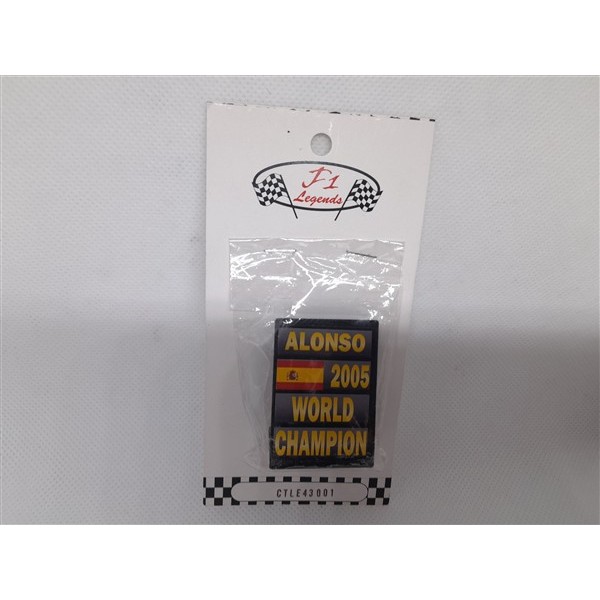 F1
Legends
ALONSO
2005
WORLD
CHAMPION
CTLE43001